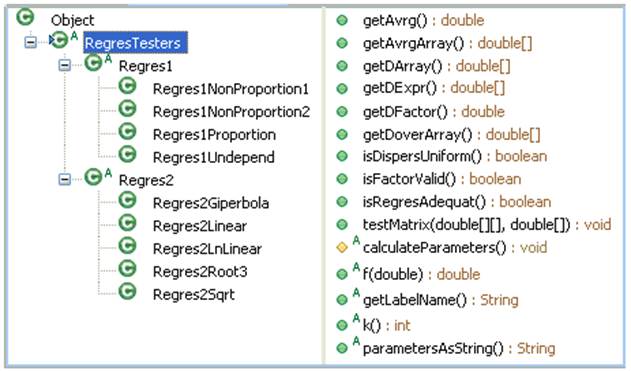 Object
RegresTesters
Regres1
Regres1NonProportion1
Regres1NonProportion2
Regres1Proportion
Regres1Undepend
Regres2
Regres2Giperbola
Regres2Linear
Regres2LnLinear
Regres2Root3
Regres2Sqrt
getAvrg() : double
getAvrgArray() : double[]
getDArray() : double[]
getDExpr() : double[]
getDFactor() : double
getDoverArray() : double[]
isDispersUniform() : boolean
isFactorValid() : boolean
isRegresAdequat() : boolean
testMatrix(double[][], double[]) : void
calculateParameters() : void
f(double) : double
getLabelName() : String
k() : int
parametersAsString() : String